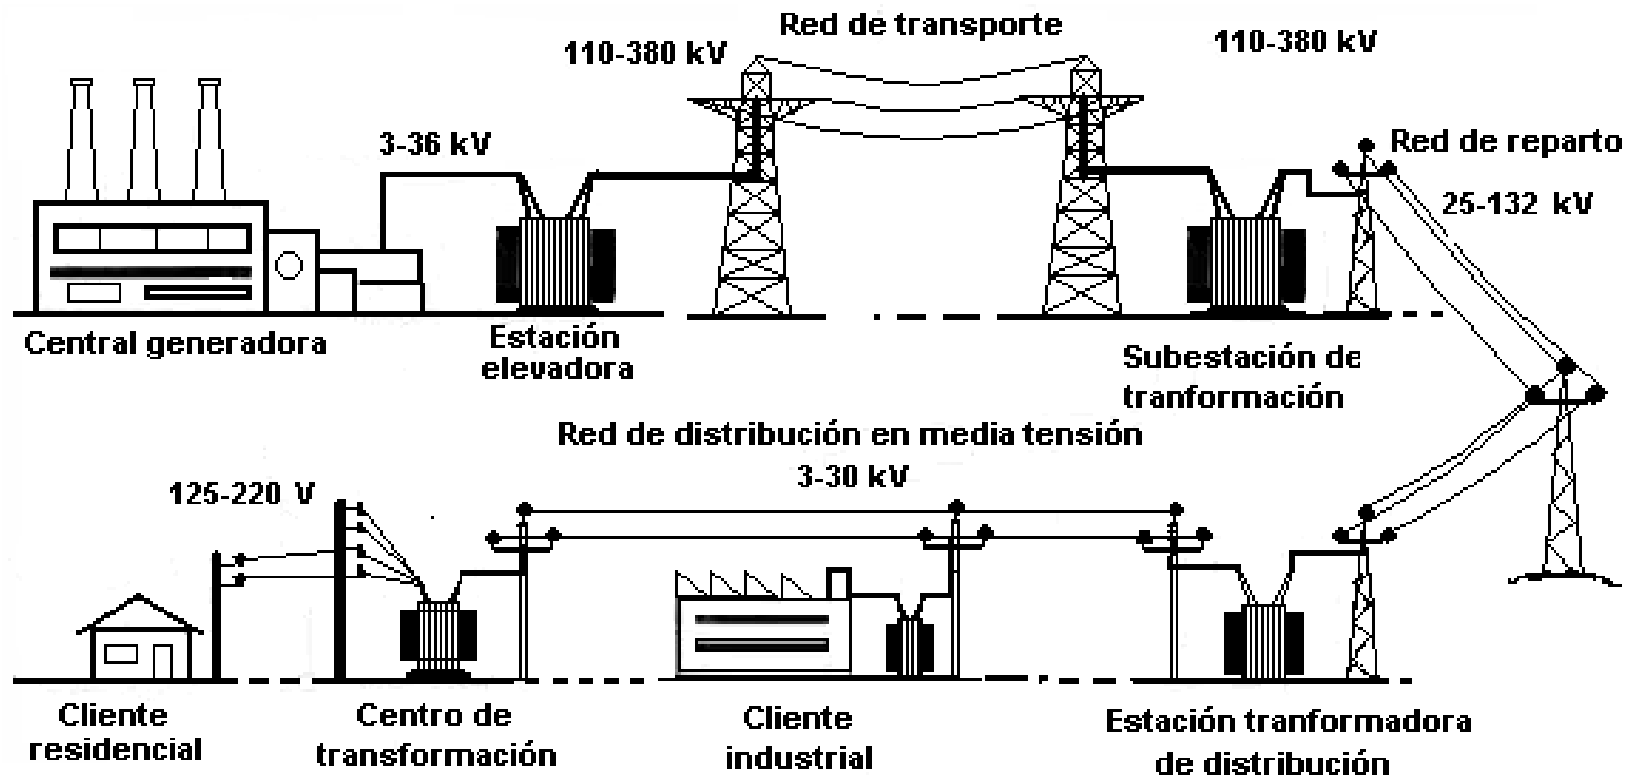 Red de transporte
110-380 kV
110-380 kV
3-36 kV
Red de reparto
25-132 kV
Central generadora
Estación
elevadora
Subestación de
tranformación
Red de distribución en media tensión
3-30 kV
125-220 V
Cliente
residencial
Centro de
transformación
Cliente
industrial
Estación tranformadora
de distribución